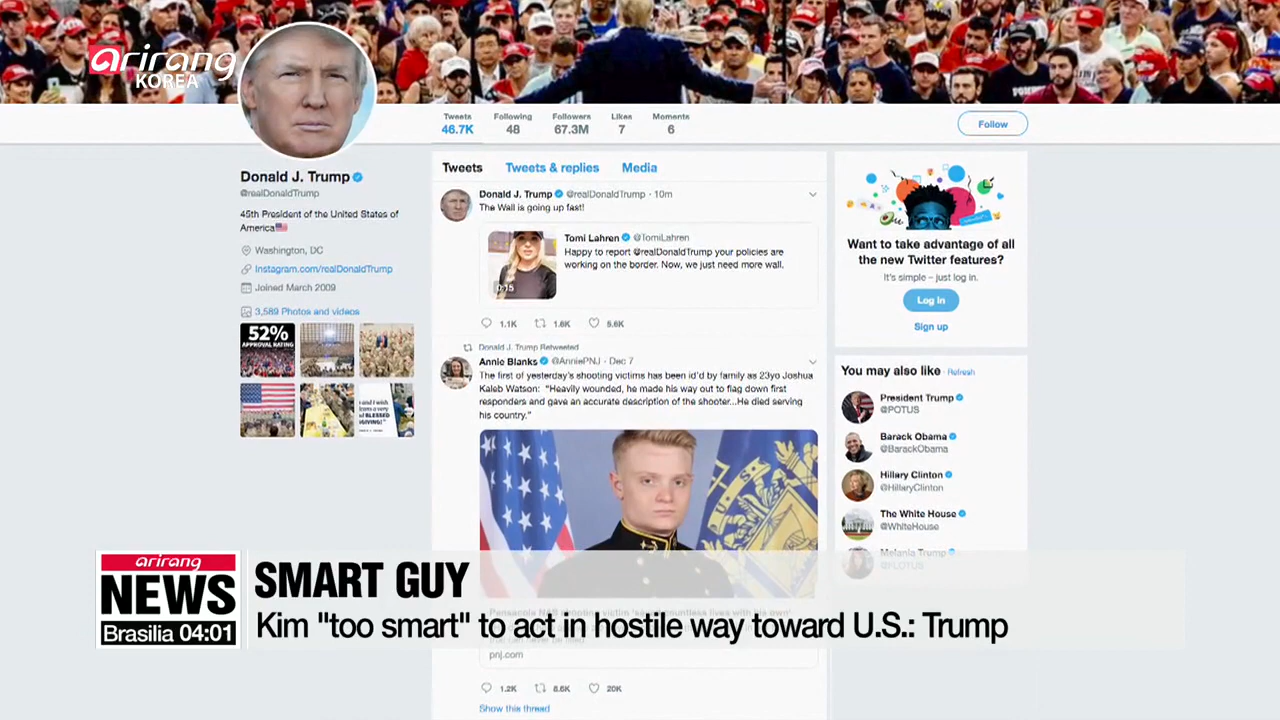 arirang
KOREA
Tweets Following Followers Likes Moments
46.7K 48 67.3M 7 6
Follow
Donald J. Trump
@realDonaldTrump
45th President of the United States of
America
Washington, DC
Instagram.com/realDonaldTrump
Joined March 2009
3,589 Photos and videos
52%
APPROVAL RATING
Tweets Tweets & replies Media
Donald J. Trump @realDonaldTrump · 10m
The Wall is going up fast!
Tomi Lahren @TomiLahren
Happy to report @realDonaldTrump your policies are
working on the border. Now, we just need more wall.
0:15
1.1K 1.6K 5.6K
Donald J. Trump Retweeted
Annie Blanks @AnniePNJ · Dec 7
The first of yesterday's shooting victims has been id'd by family as 23yo Joshua
Kaleb Watson: "Heavily wounded, he made his way out to flag down first
responders and gave an accurate description of the shooter...He died serving
his country."
pnj.com
1.2K 8.6K 20K
Show this thread
Want to take advantage of all
the new Twitter features?
It's simple – just log in.
Log in
Sign up
You may also like · Refresh
President Trump
@POTUS
Barack Obama
@BarackObama
Hillary Clinton
@HillaryClinton
The White House
@WhiteHouse
Melania Trump
@FLOTUS
arirang
NEWS
Brasilia 04:01
SMART GUY
Kim "too smart" to act in hostile way toward U.S.: Trump